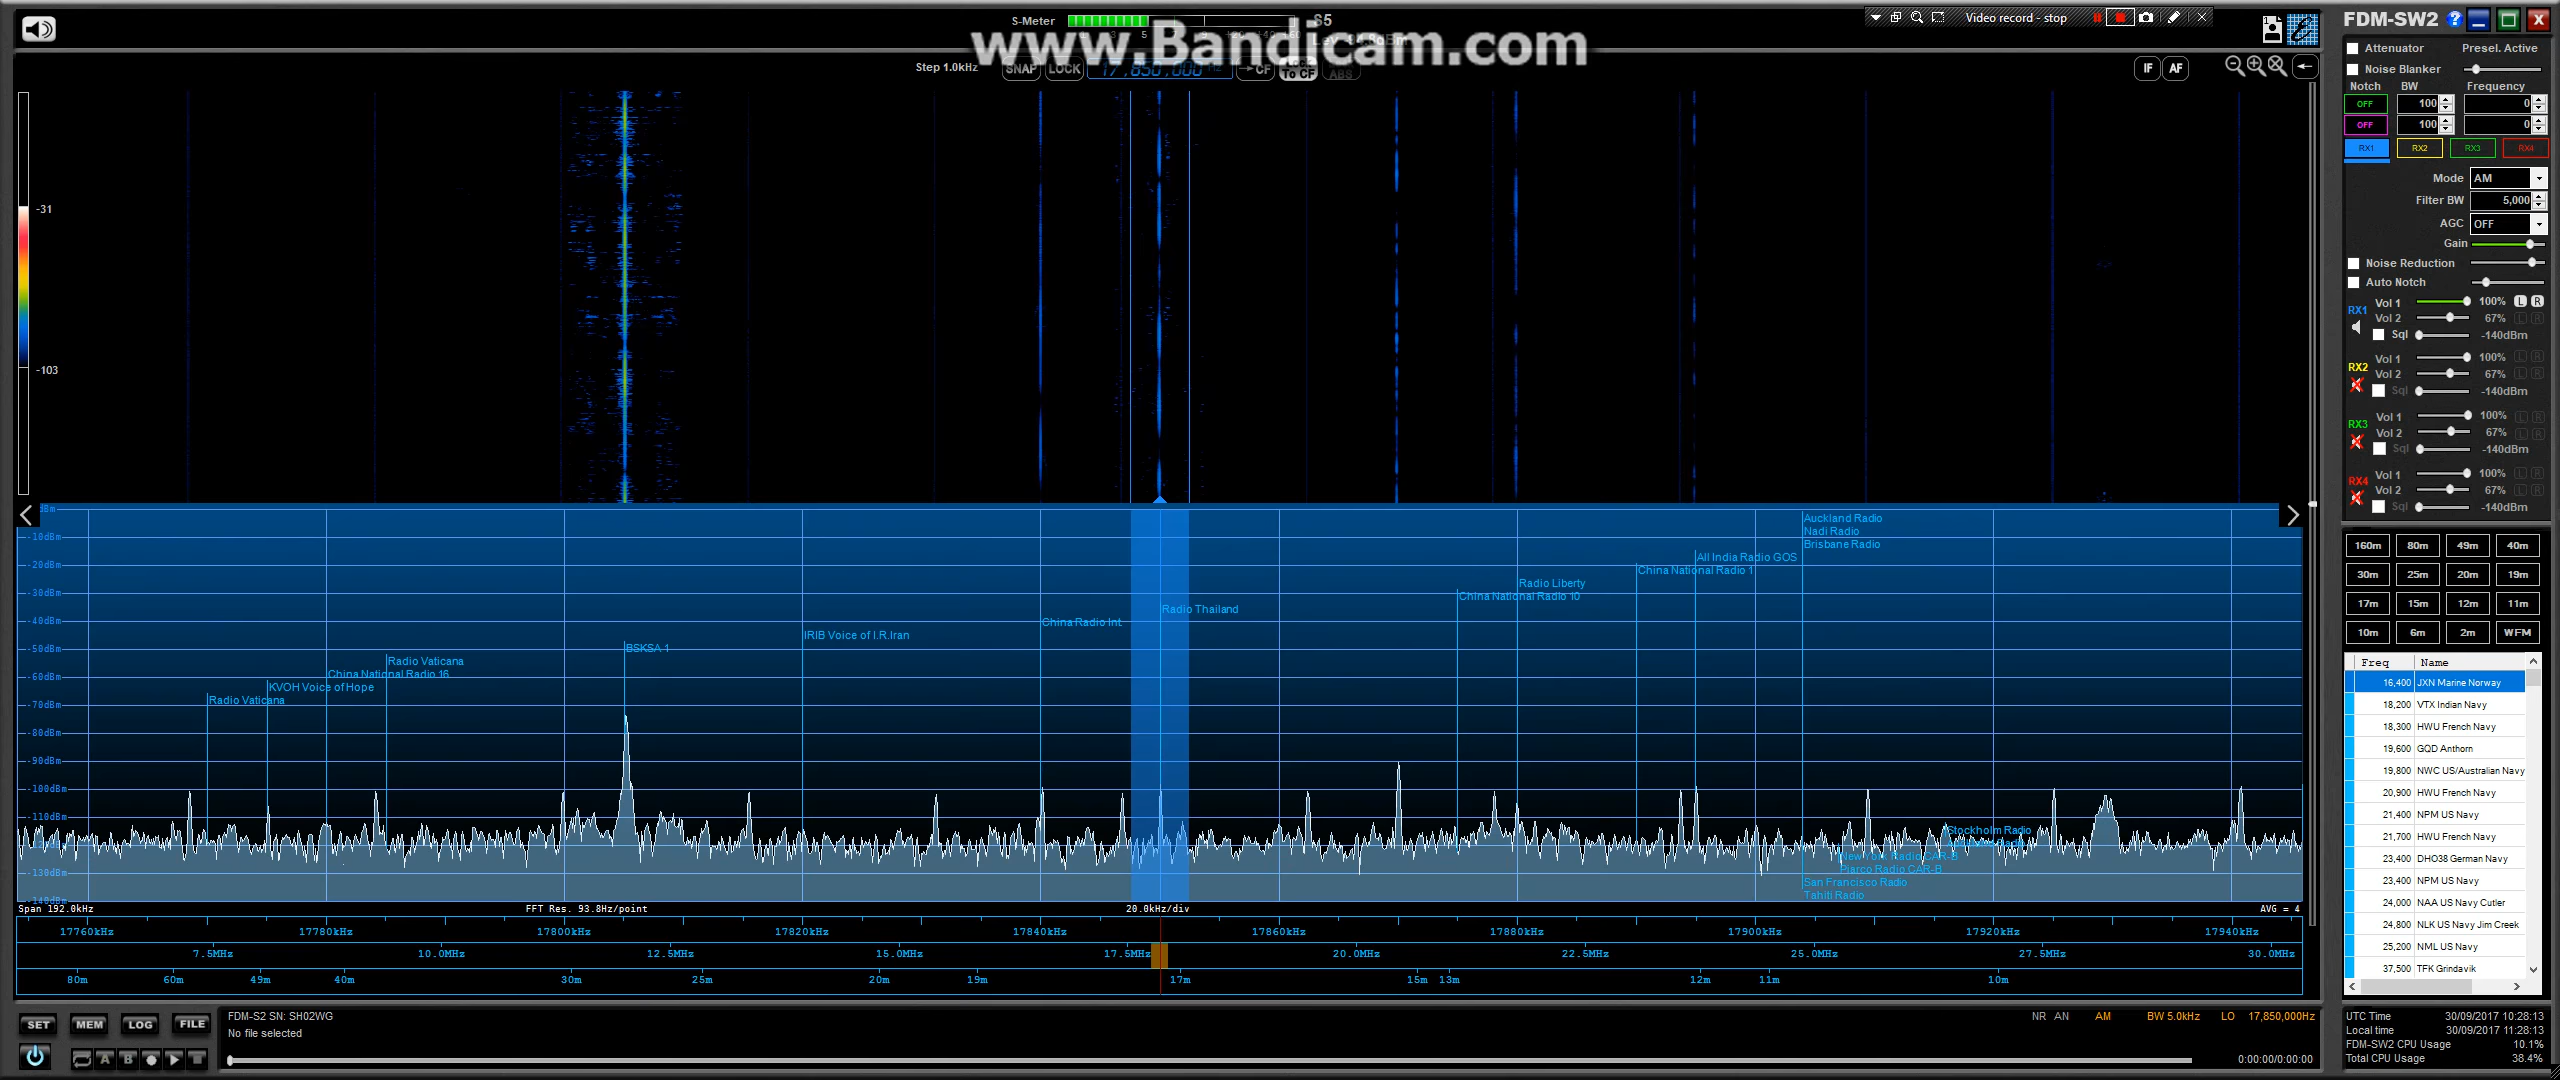 S-Meter
S5
Video record - stop
www.Bandicam.com
FDM-SW2
Step 1.0kHz
SNAP
LOCK
17,850,000 Hz
→CF
To CF
ABS
IF
AF
-31
-103
Attenuator
Presel. Active
Noise Blanker
Notch BW Frequency
OFF 100 0
OFF 100 0
RX1 RX2 RX3 RX4
Mode AM
Filter BW 5,000
AGC OFF
Gain
Noise Reduction
Auto Notch
RX1
Vol 1 100% L R
Vol 2 67% L R
Sql -140dBm
RX2
Vol 1 100% L R
Vol 2 67% L R
Sql -140dBm
RX3
Vol 1 100% L R
Vol 2 67% L R
Sql -140dBm
RX4
Vol 1 100% L R
Vol 2 67% L R
Sql -140dBm
160m 80m 49m 40m
30m 25m 20m 19m
17m 15m 12m 11m
10m 6m 2m WFM
Freq Name
16,400 JXN Marine Norway
18,200 VTX Indian Navy
18,300 HWU French Navy
19,600 GQD Anthorn
19,800 NWC US/Australian Navy
20,900 HWU French Navy
21,400 NPM US Navy
21,700 HWU French Navy
23,400 DHO38 German Navy
23,400 NPM US Navy
24,000 NAA US Navy Cutler
24,800 NLK US Navy Jim Creek
25,200 NML US Navy
37,500 TFK Grindavik
UTC Time 30/09/2017 10:28:13
Local time 30/09/2017 11:28:13
FDM-SW2 CPU Usage 10.1%
Total CPU Usage 38.4%
dBm
-10dBm
-20dBm
-30dBm
-40dBm
-50dBm
-60dBm
-70dBm
-80dBm
-90dBm
-100dBm
-110dBm
-120dBm
-130dBm
-140dBm
Auckland Radio
Nadi Radio
Brisbane Radio
All India Radio GOS
China National Radio 1
Radio Liberty
China National Radio 10
Radio Thailand
China Radio Int.
IRIB Voice of I.R.Iran
BSKSA 1
Radio Vaticana
China National Radio 16
KVOH Voice of Hope
Radio Vaticana
Stockholm Radio
New York Radio CAR-B
Piarco Radio CAR-B
San Francisco Radio
Tahiti Radio
Span 192.0kHz
FFT Res. 93.8Hz/point
20.0kHz/div
AVG = 4
17760kHz 17780kHz 17800kHz 17820kHz 17840kHz 17860kHz 17880kHz 17900kHz 17920kHz 17940kHz
7.5MHz 10.0MHz 12.5MHz 15.0MHz 17.5MHz 20.0MHz 22.5MHz 25.0MHz 27.5MHz 30.0MHz
80m 60m 49m 40m 30m 25m 20m 19m 17m 15m 13m 12m 11m 10m
SET MEM LOG FILE
A B
FDM-S2 SN: SH02WG
No file selected
NR AN AM BW 5.0kHz LO 17,850,000Hz
0:00:00/0:00:00